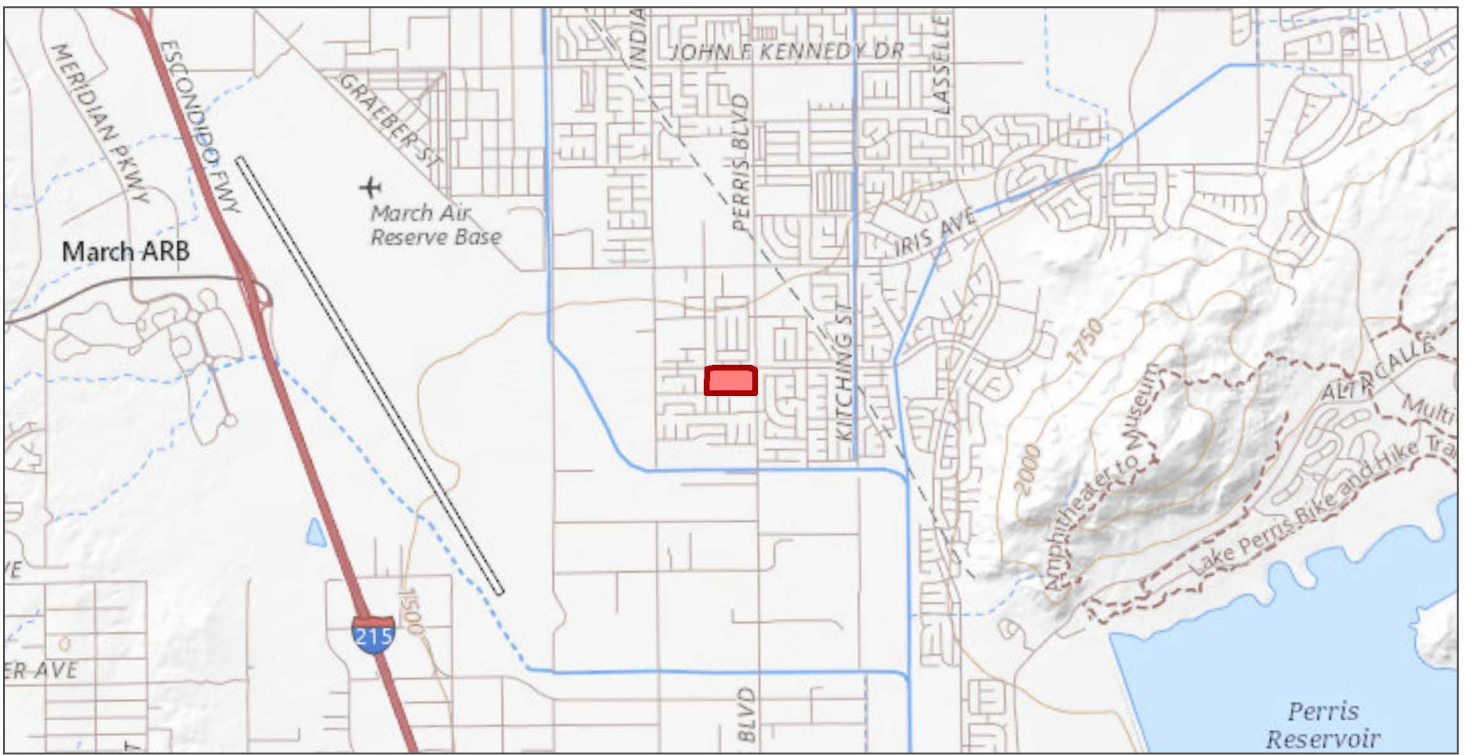 INDIA
JOHN F KENNEDY DR
MERIDIAN PKWY
ESCONDIDO FWY
GRAEBER ST
LASSELLE
PERRIS BLVD
March Air
Reserve Base
March ARB
IRIS AVE
KITCHING ST
1750
ALTA CALLE
Multi
2000
Amphitheater to Museum
Lake Perris Bike and Hike Trai
VE
1500
215
ER AVE
BLVD
T
Perris
Reservoir